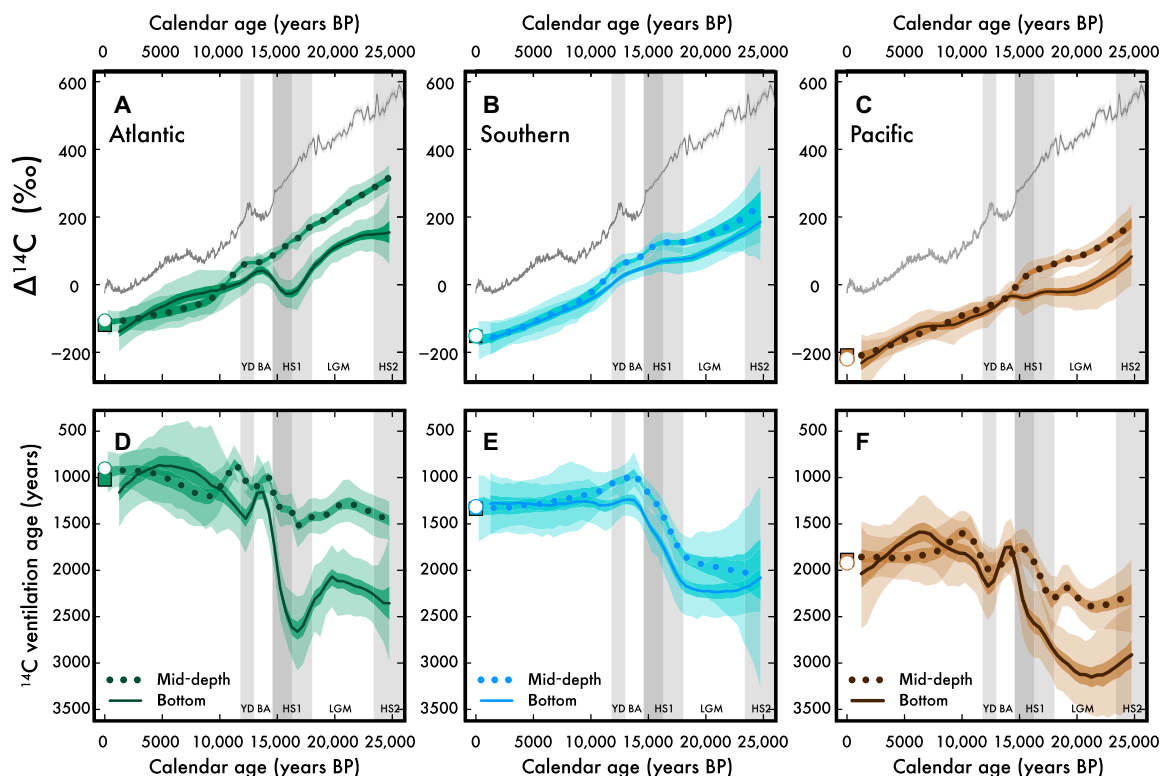 Calendar age (years BP) Calendar age (years BP) Calendar age (years BP)
0 5000 10,000 15,000 20,000 25,000 0 5000 10,000 15,000 20,000 25,000 0 5000 10,000 15,000 20,000 25,000
Δ¹⁴C (‰)
600 600 600
400 400 400
200 200 200
0 0 0
−200 −200 −200
A B C
Atlantic Southern Pacific
YD BA HS1 LGM HS2 YD BA HS1 LGM HS2 YD BA HS1 LGM HS2
¹⁴C ventilation age (years)
500 500 500
1000 1000 1000
1500 1500 1500
2000 2000 2000
2500 2500 2500
3000 3000 3000
3500 3500 3500
D E F
Mid-depth Mid-depth Mid-depth
Bottom Bottom Bottom
YD BA HS1 LGM HS2 YD BA HS1 LGM HS2 YD BA HS1 LGM HS2
0 5000 10,000 15,000 20,000 25,000 0 5000 10,000 15,000 20,000 25,000 0 5000 10,000 15,000 20,000 25,000
Calendar age (years BP) Calendar age (years BP) Calendar age (years BP)